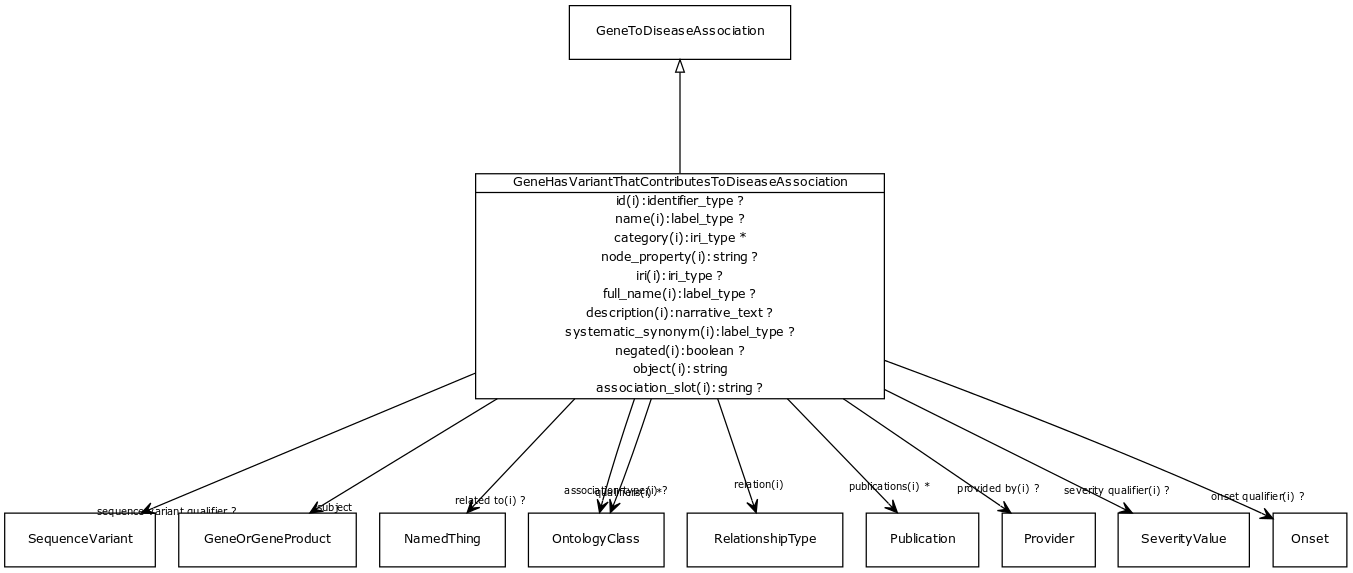 GeneToDiseaseAssociation
GeneHasVariantThatContributesToDiseaseAssociation
id(i):identifier_type ?
name(i):label_type ?
category(i):iri_type *
node_property(i):string ?
iri(i):iri_type ?
full_name(i):label_type ?
description(i):narrative_text ?
systematic_synonym(i):label_type ?
negated(i):boolean ?
object(i):string
association_slot(i):string ?
sequence variant qualifier ?
subject
related to(i) ?
association type(i) ?
qualifiers(i) *
relation(i)
publications(i) *
provided by(i) ?
severity qualifier(i) ?
onset qualifier(i) ?
SequenceVariant
GeneOrGeneProduct
NamedThing
OntologyClass
RelationshipType
Publication
Provider
SeverityValue
Onset